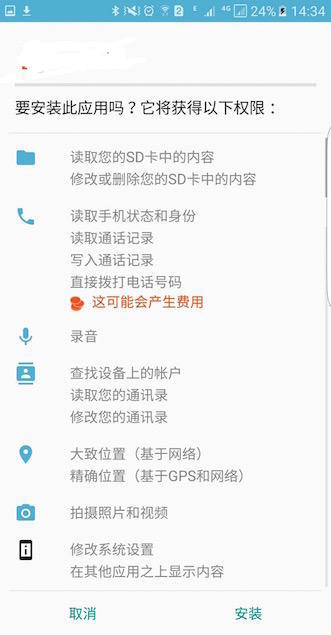 E 4G 24% 14:34
要安装此应用吗？它将获得以下权限：
读取您的SD卡中的内容
修改或删除您的SD卡中的内容
读取手机状态和身份
读取通话记录
写入通话记录
直接拨打电话号码
这可能会产生费用
录音
查找设备上的帐户
读取您的通讯录
修改您的通讯录
大致位置（基于网络）
精确位置（基于GPS和网络）
拍摄照片和视频
修改系统设置
在其他应用之上显示内容
取消 安装